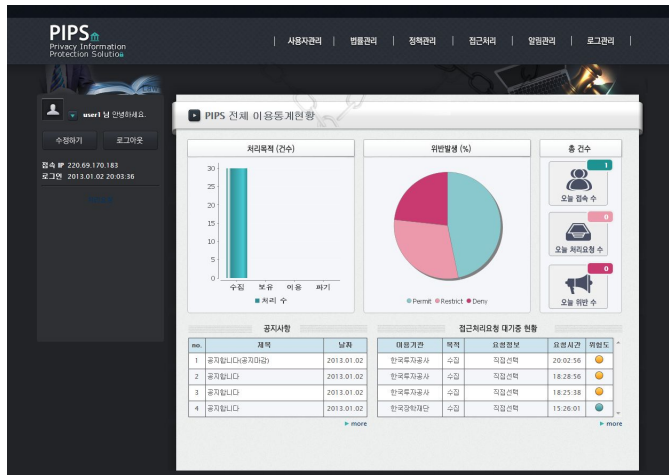 PIPS
Privacy Information
Protection Solution
| 사용자관리 | 법률관리 | 정책관리 | 접근처리 | 알림관리 | 로그관리 |
user1 님 안녕하세요.
수정하기 로그아웃
접속 IP 220.69.170.183
로그인 2013.01.02 20:03:36
PIPS 전체 이용통계현황
처리목적 (건수)
30
25
20
15
10
5
0
수집 보유 이용 파기
처리 수
위반발생 (%)
Permit Restrict Deny
총 건수
1
오늘 접속 수
0
오늘 처리요청 수
0
오늘 위반 수
공지사항
no. 제목 날짜
1 공지합니다(공지마감) 2013.01.02
2 공지합니다 2013.01.02
3 공지합니다 2013.01.02
4 공지합니다 2013.01.02
more
접근처리요청 대기중 현황
이용기관 목적 요청정보 요청시간 위험도
한국투자공사 수집 직접선택 20:02:56
한국투자공사 수집 직접선택 18:28:56
한국투자공사 수집 직접선택 18:25:38
한국장학재단 수집 직접선택 15:26:01
more